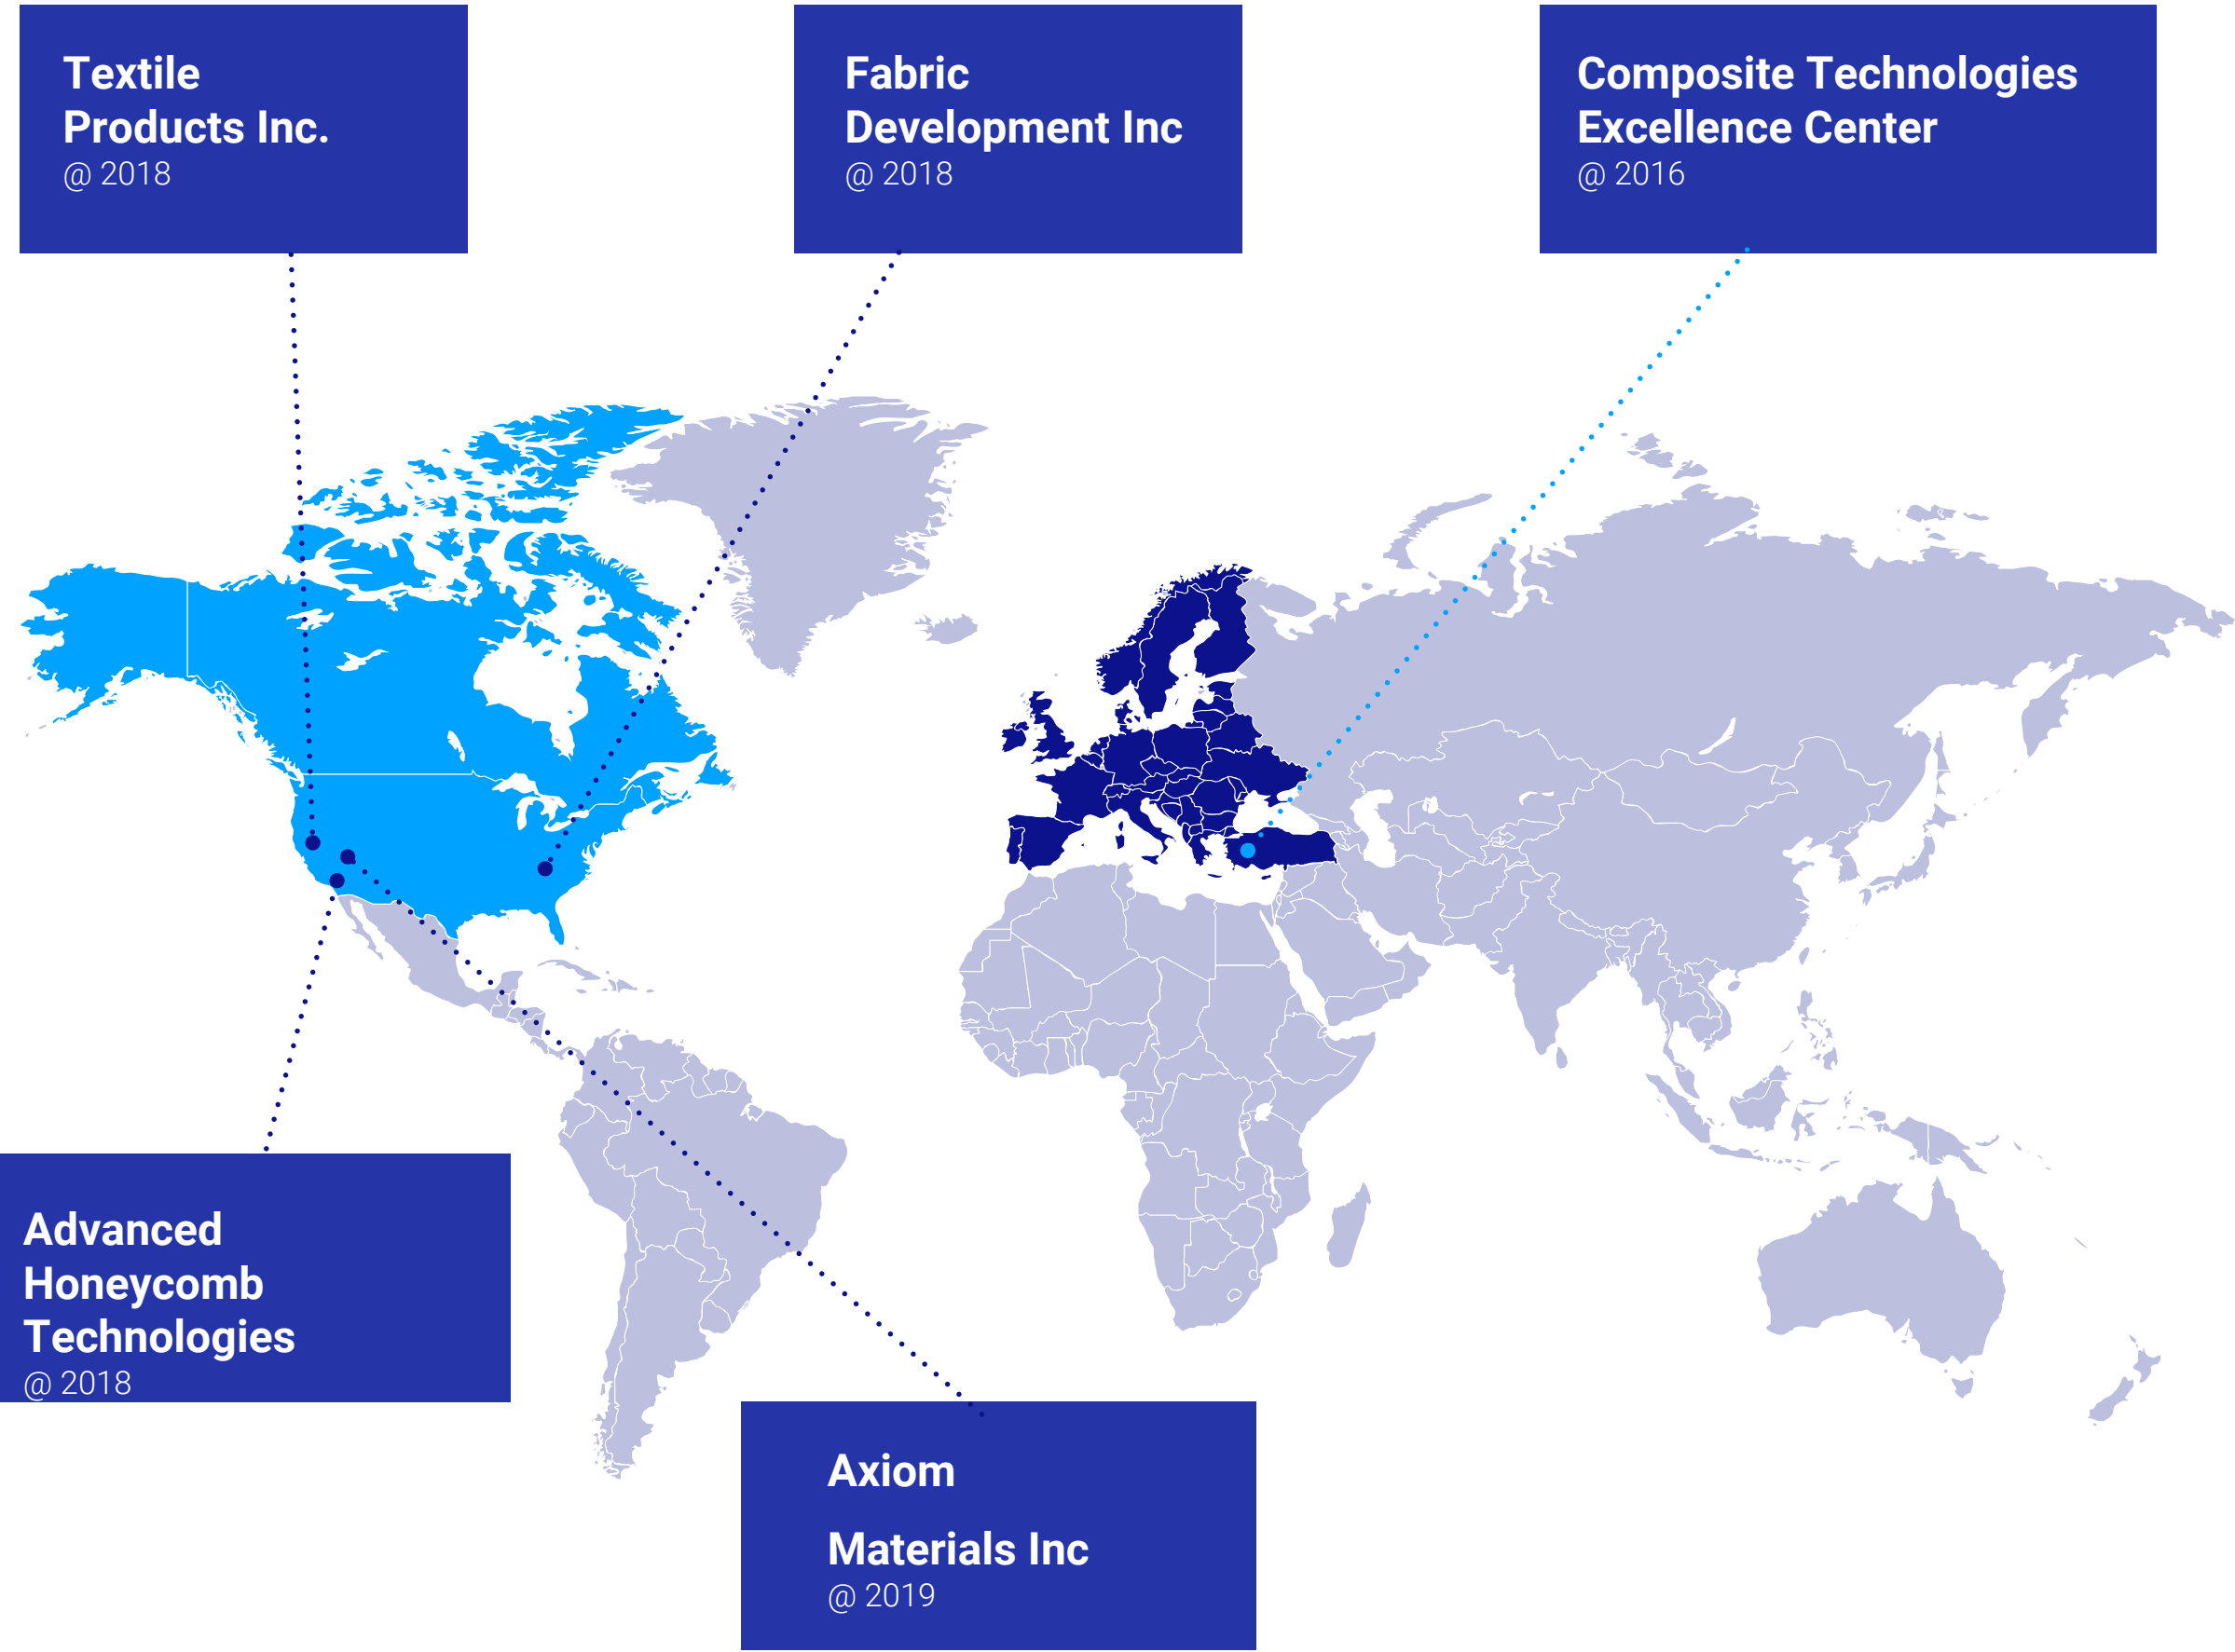 Textile
Products Inc.
@ 2018
Fabric
Development Inc
@ 2018
Composite Technologies
Excellence Center
@ 2016
Advanced
Honeycomb
Technologies
@ 2018
Axiom
Materials Inc
@ 2019